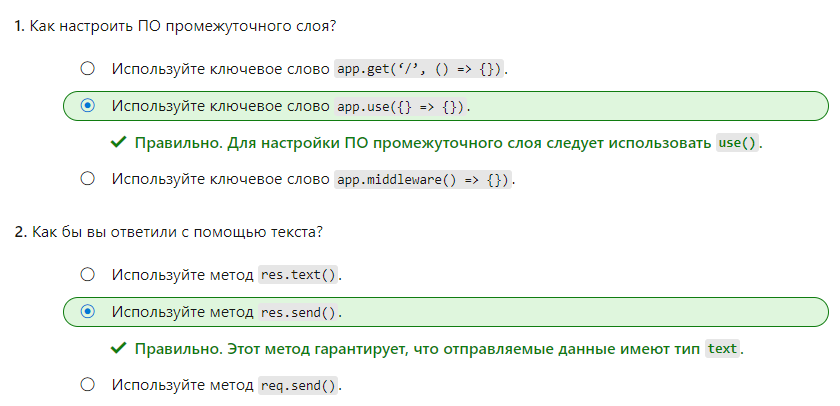 1. Как настроить ПО промежуточного слоя?
Используйте ключевое слово app.get(‘/’, () => {}).
Используйте ключевое слово app.use({} => {}).
Правильно. Для настройки ПО промежуточного слоя следует использовать use().
Используйте ключевое слово app.middleware() => {}).
2. Как бы вы ответили с помощью текста?
Используйте метод res.text().
Используйте метод res.send().
Правильно. Этот метод гарантирует, что отправляемые данные имеют тип text.
Используйте метод req.send().